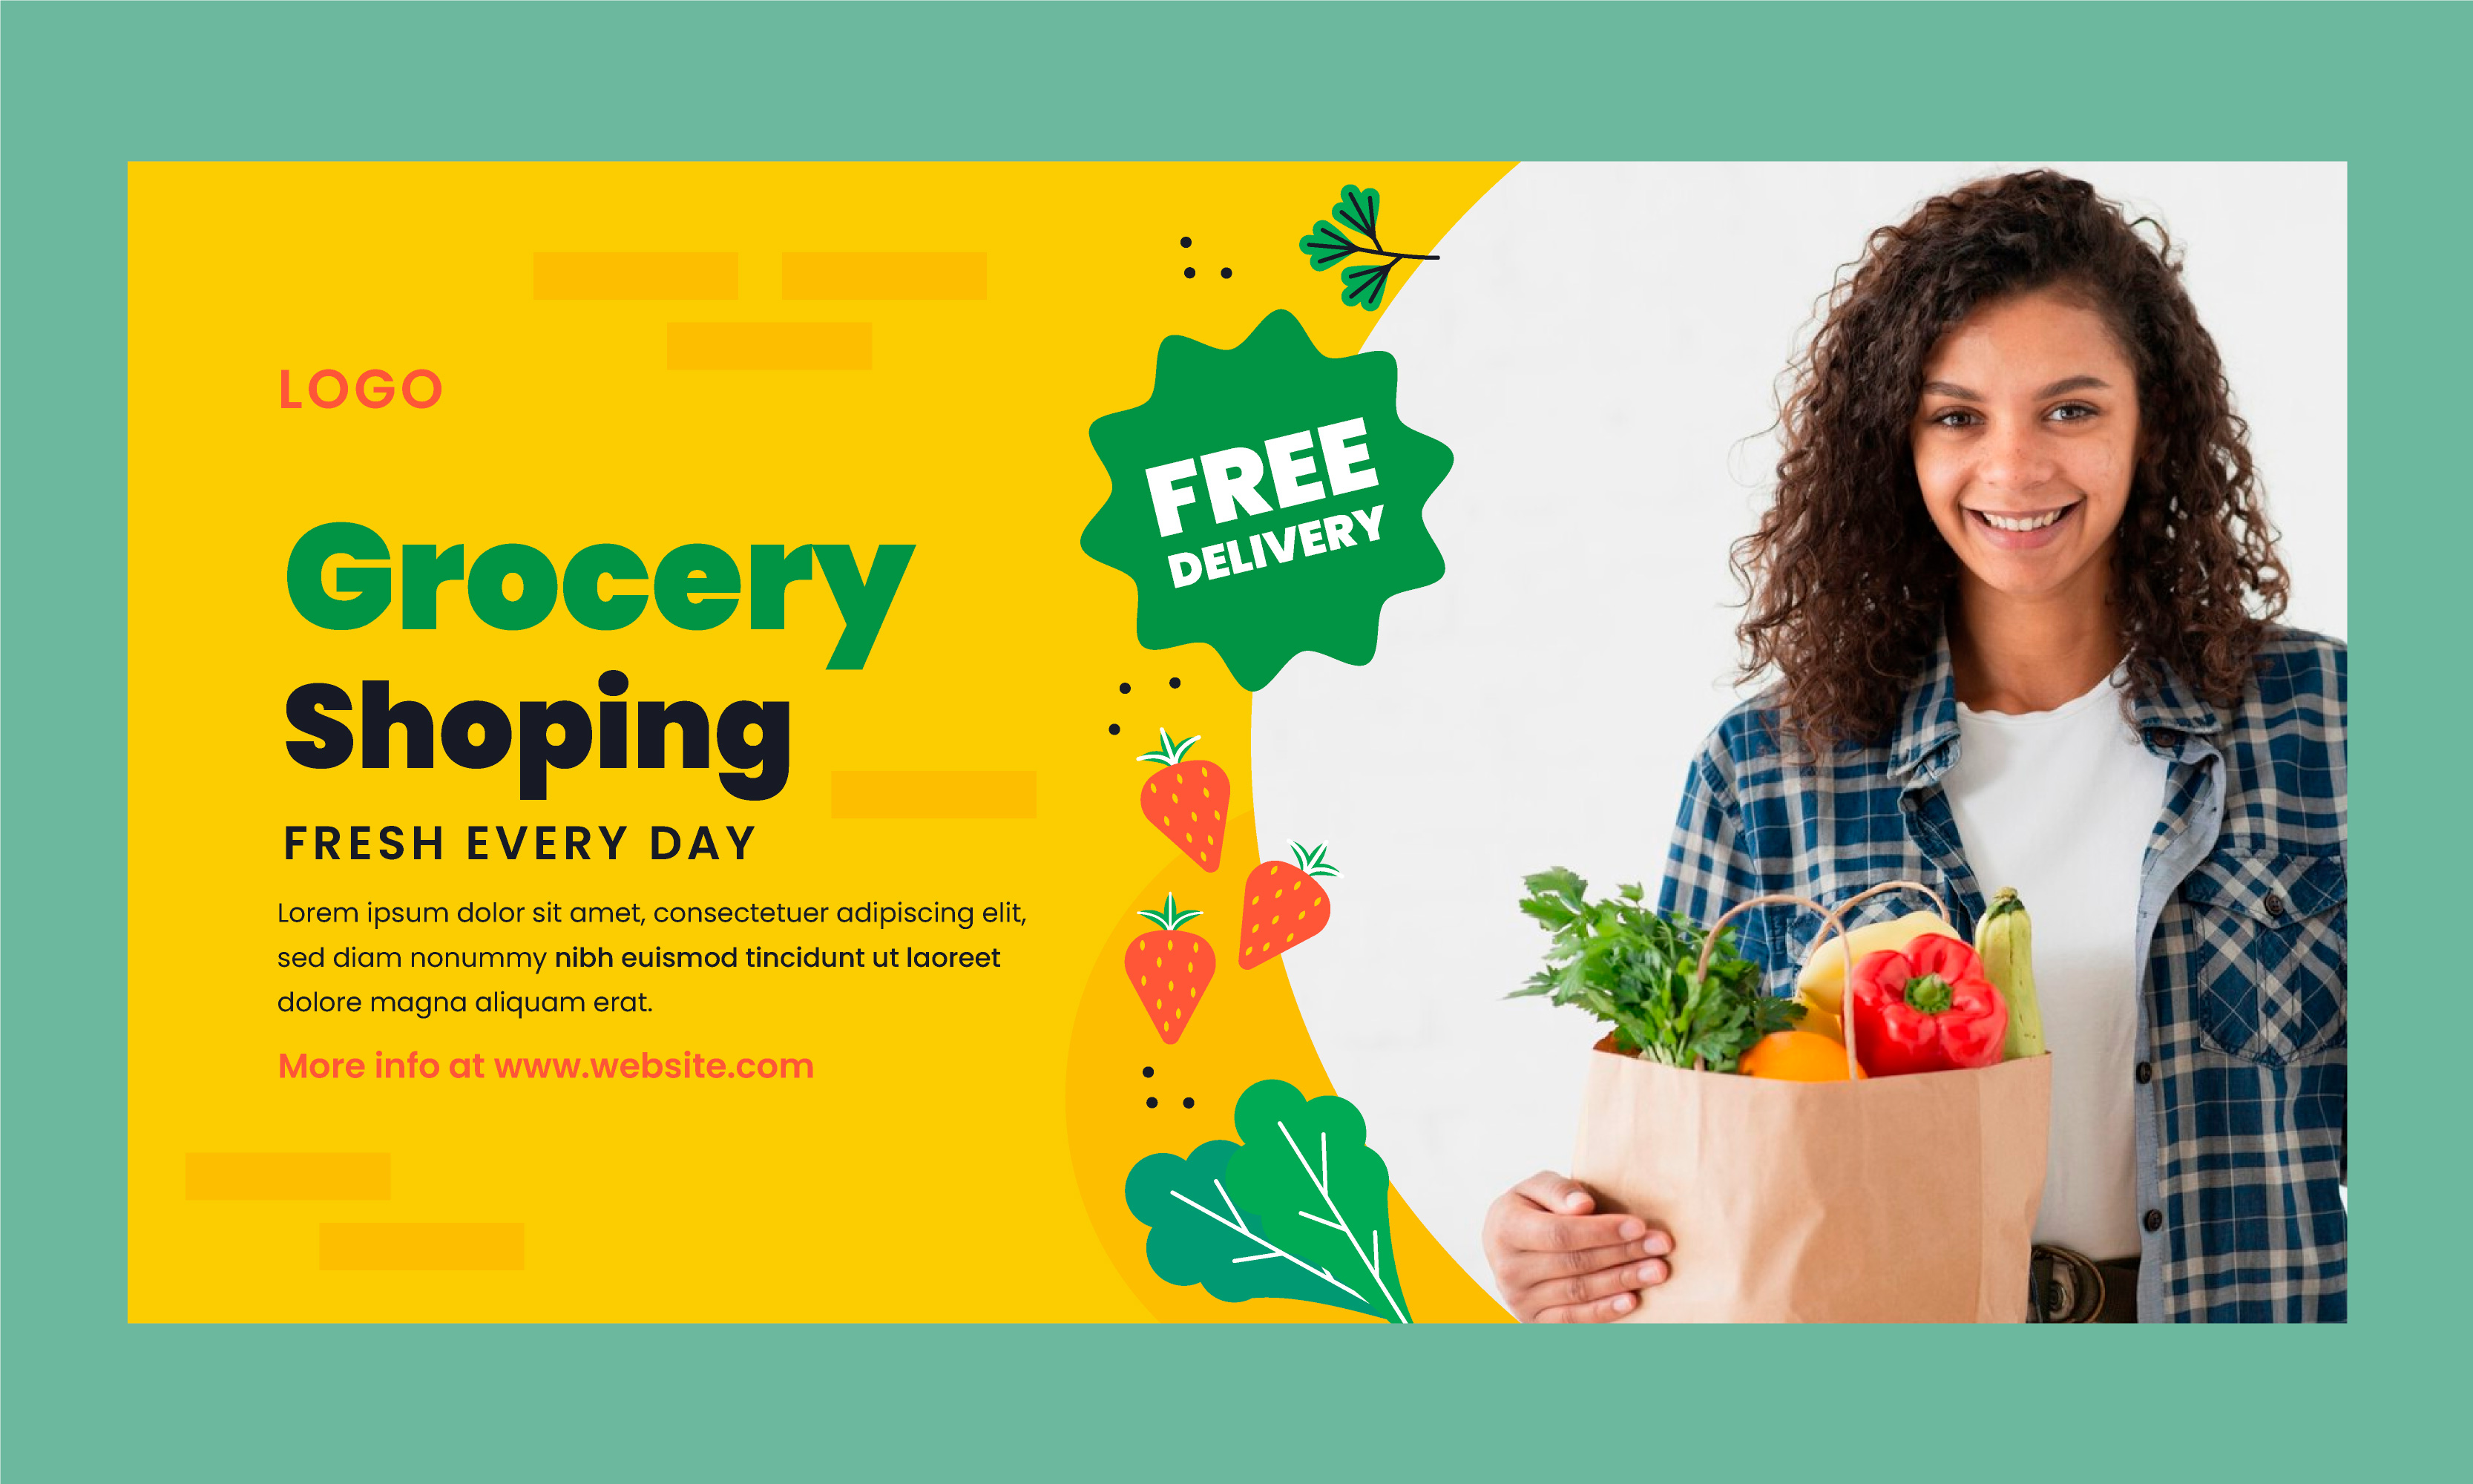 LOGO
Grocery
Shoping
FRESH EVERY DAY
Lorem ipsum dolor sit amet, consectetuer adipiscing elit,
sed diam nonummy nibh euismod tincidunt ut laoreet
dolore magna aliquam erat.
More info at www.website.com
FREE
DELIVERY